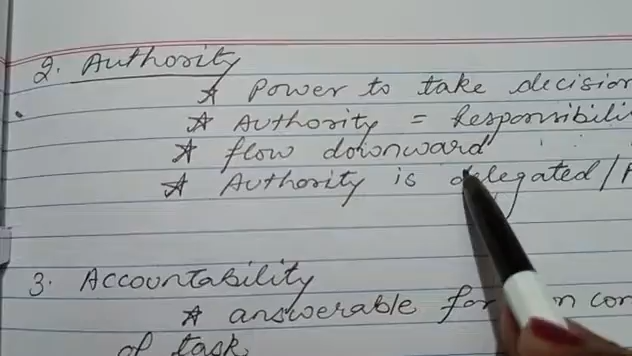 2. Authority
☆ Power to take decision
☆ Authority = Responsibili
☆ flow downward
☆ Authority is delegated /
3. Accountability
☆ answerable for con
of task